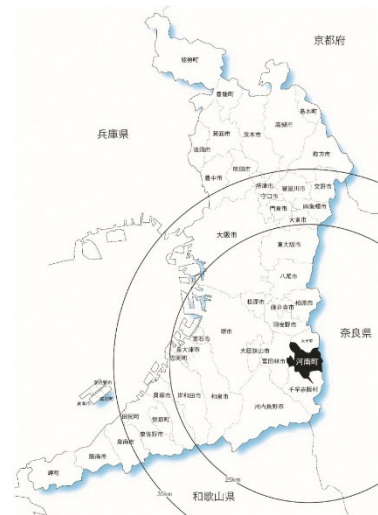 能勢町
京都府
豊能町
島本町
高槻市
兵庫県
箕面市
茨木市
池田市
枚方市
吹田市
豊中市
摂津市
寝屋川市
交野市
守口市
門真市
四條畷市
大東市
大阪市
東大阪市
八尾市
松原市
柏原市
藤井寺市
羽曳野市
奈良県
堺市
高石市
太子町
泉大津市
忠岡町
大阪狭山市
富田林市
河南町
千早赤阪村
貝塚市
岸和田市
和泉市
河内長野市
田尻町
熊取町
泉佐野市
泉南市
阪南市
岬町
25km
35km
和歌山県